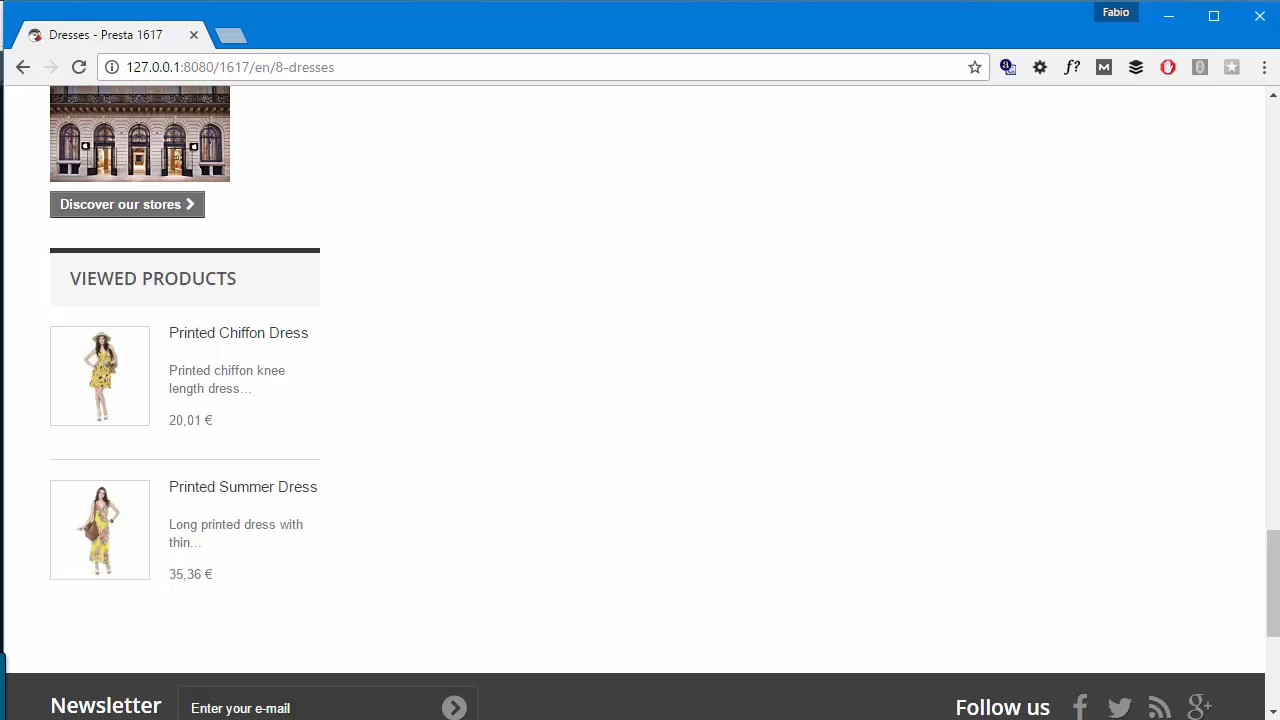 Fabio
Dresses - Presta 1617
127.0.0.1:8080/1617/en/8-dresses
Discover our stores
VIEWED PRODUCTS
Printed Chiffon Dress
Printed chiffon knee
length dress...
20,01 €
Printed Summer Dress
Long printed dress with
thin...
35,36 €
Newsletter
Enter your e-mail
Follow us